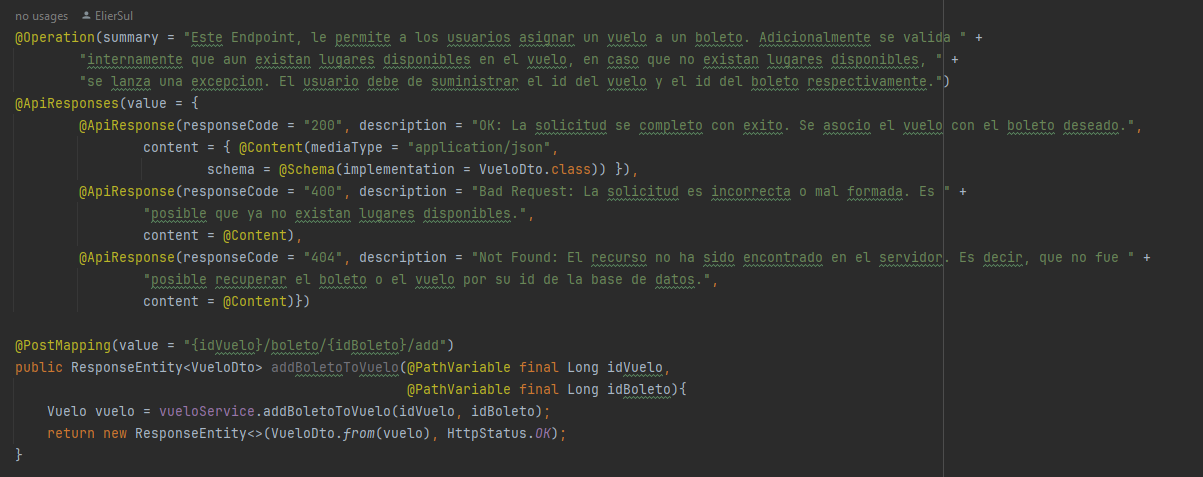 no usages ElierSul
@Operation(summary = "Este Endpoint, le permite a los usuarios asignar un vuelo a un boleto. Adicionalmente se valida " +
"internamente que aun existan lugares disponibles en el vuelo, en caso que no existan lugares disponibles, " +
"se lanza una excepcion. El usuario debe de suministrar el id del vuelo y el id del boleto respectivamente.")
@ApiResponses(value = {
@ApiResponse(responseCode = "200", description = "OK: La solicitud se completo con exito. Se asocio el vuelo con el boleto deseado.",
content = { @Content(mediaType = "application/json",
schema = @Schema(implementation = VueloDto.class)) }),
@ApiResponse(responseCode = "400", description = "Bad Request: La solicitud es incorrecta o mal formada. Es " +
"posible que ya no existan lugares disponibles.",
content = @Content),
@ApiResponse(responseCode = "404", description = "Not Found: El recurso no ha sido encontrado en el servidor. Es decir, que no fue " +
"posible recuperar el boleto o el vuelo por su id de la base de datos.",
content = @Content)})
@PostMapping(value = "{idVuelo}/boleto/{idBoleto}/add")
public ResponseEntity<VueloDto> addBoletoToVuelo(@PathVariable final Long idVuelo,
@PathVariable final Long idBoleto){
Vuelo vuelo = vueloService.addBoletoToVuelo(idVuelo, idBoleto);
return new ResponseEntity<>(VueloDto.from(vuelo), HttpStatus.OK);
}